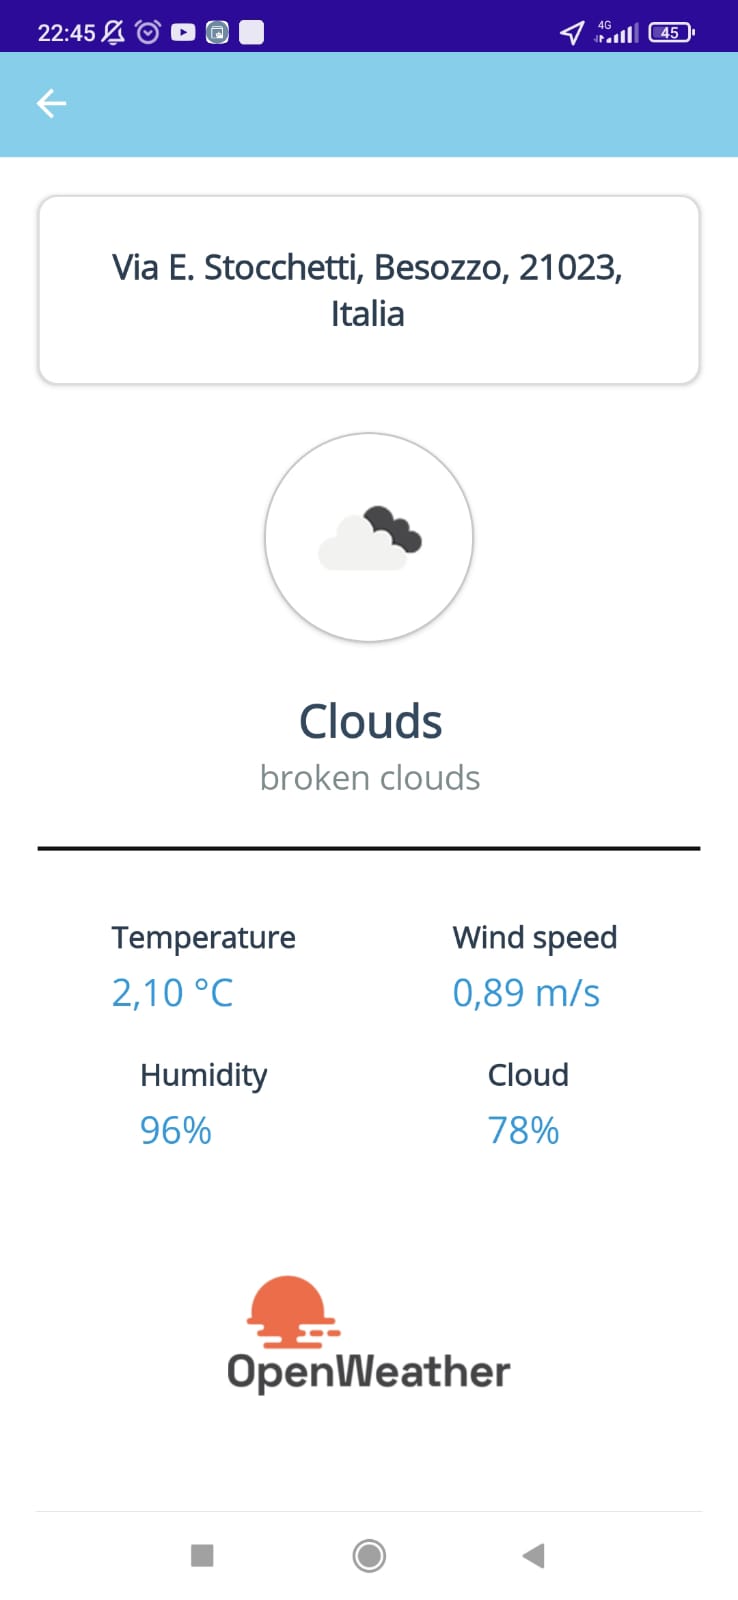 22:45
4G
45
Via E. Stocchetti, Besozzo, 21023,
Italia
Clouds
broken clouds
Temperature
Wind speed
2,10 °C
0,89 m/s
Humidity
Cloud
96%
78%
OpenWeather